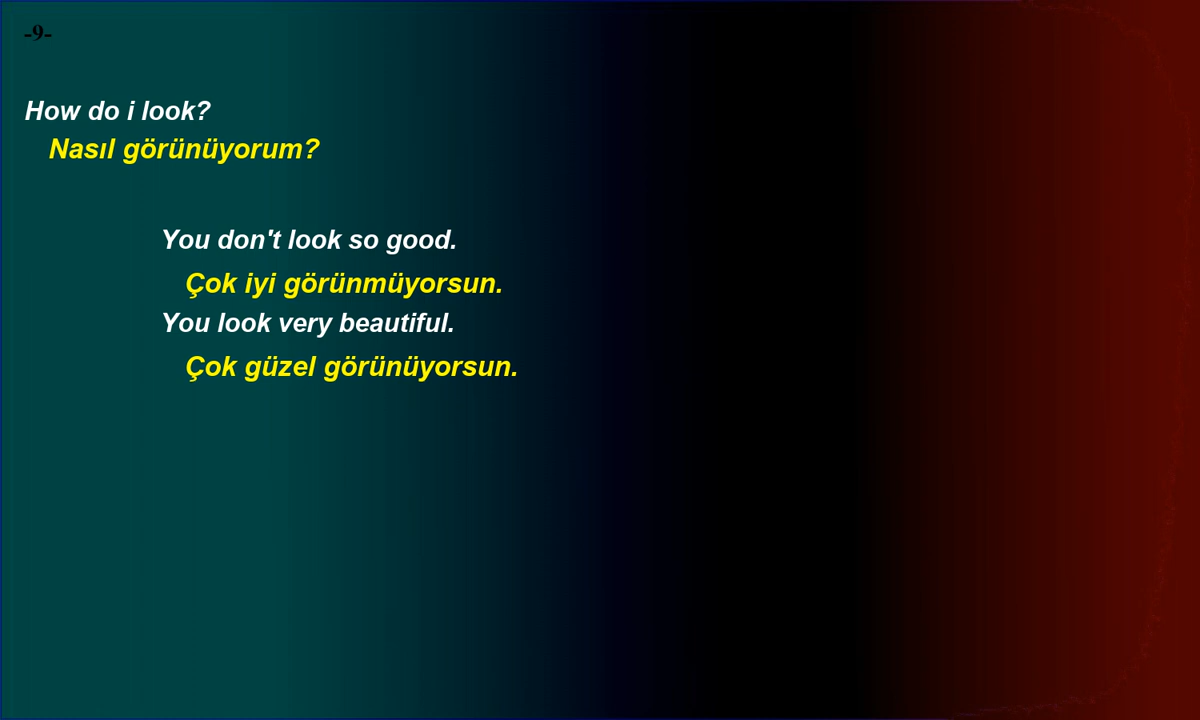 -9-
How do i look?
Nasıl görünüyorum?
You don't look so good.
Çok iyi görünmüyorsun.
You look very beautiful.
Çok güzel görünüyorsun.